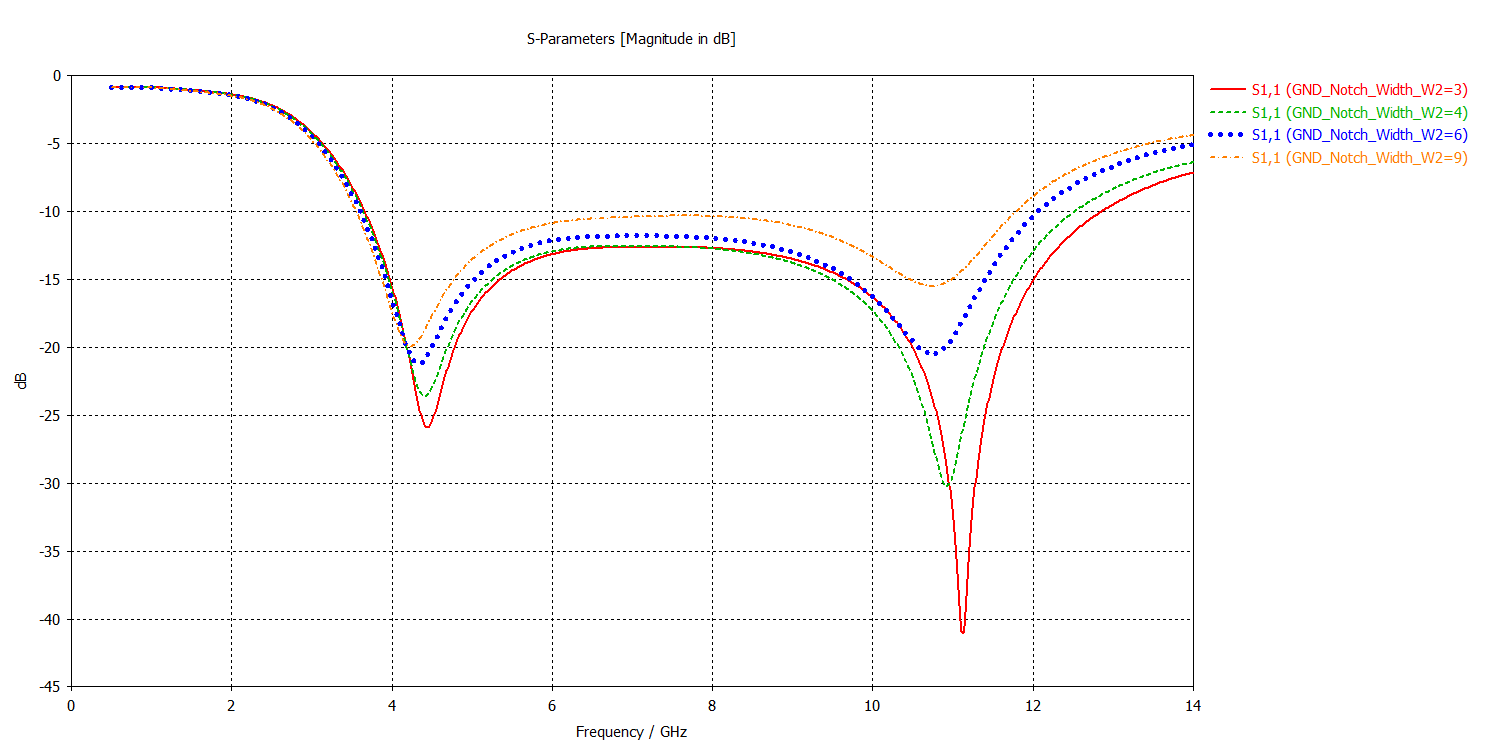 S-Parameters [Magnitude in dB]
S1,1 (GND_Notch_Width_W2=3)
S1,1 (GND_Notch_Width_W2=4)
S1,1 (GND_Notch_Width_W2=6)
S1,1 (GND_Notch_Width_W2=9)
0
-5
-10
-15
-20
-25
-30
-35
-40
-45
dB
0 2 4 6 8 10 12 14
Frequency / GHz